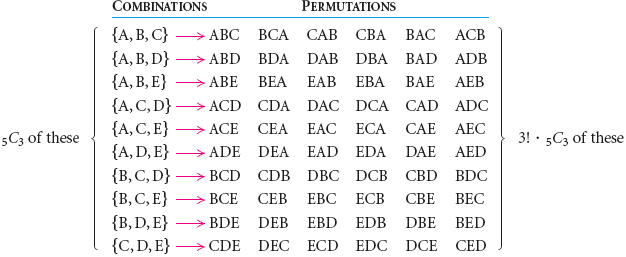 COMBINATIONS PERMUTATIONS
{A, B, C} → ABC BCA CAB CBA BAC ACB
{A, B, D} → ABD BDA DAB DBA BAD ADB
{A, B, E} → ABE BEA EAB EBA BAE AEB
{A, C, D} → ACD CDA DAC DCA CAD ADC
{A, C, E} → ACE CEA EAC ECA CAE AEC
₅C₃ of these {A, D, E} → ADE DEA EAD EDA DAE AED 3! · ₅C₃ of these
{B, C, D} → BCD CDB DBC DCB CBD BDC
{B, C, E} → BCE CEB EBC ECB CBE BEC
{B, D, E} → BDE DEB EBD EDB DBE BED
{C, D, E} → CDE DEC ECD EDC DCE CED